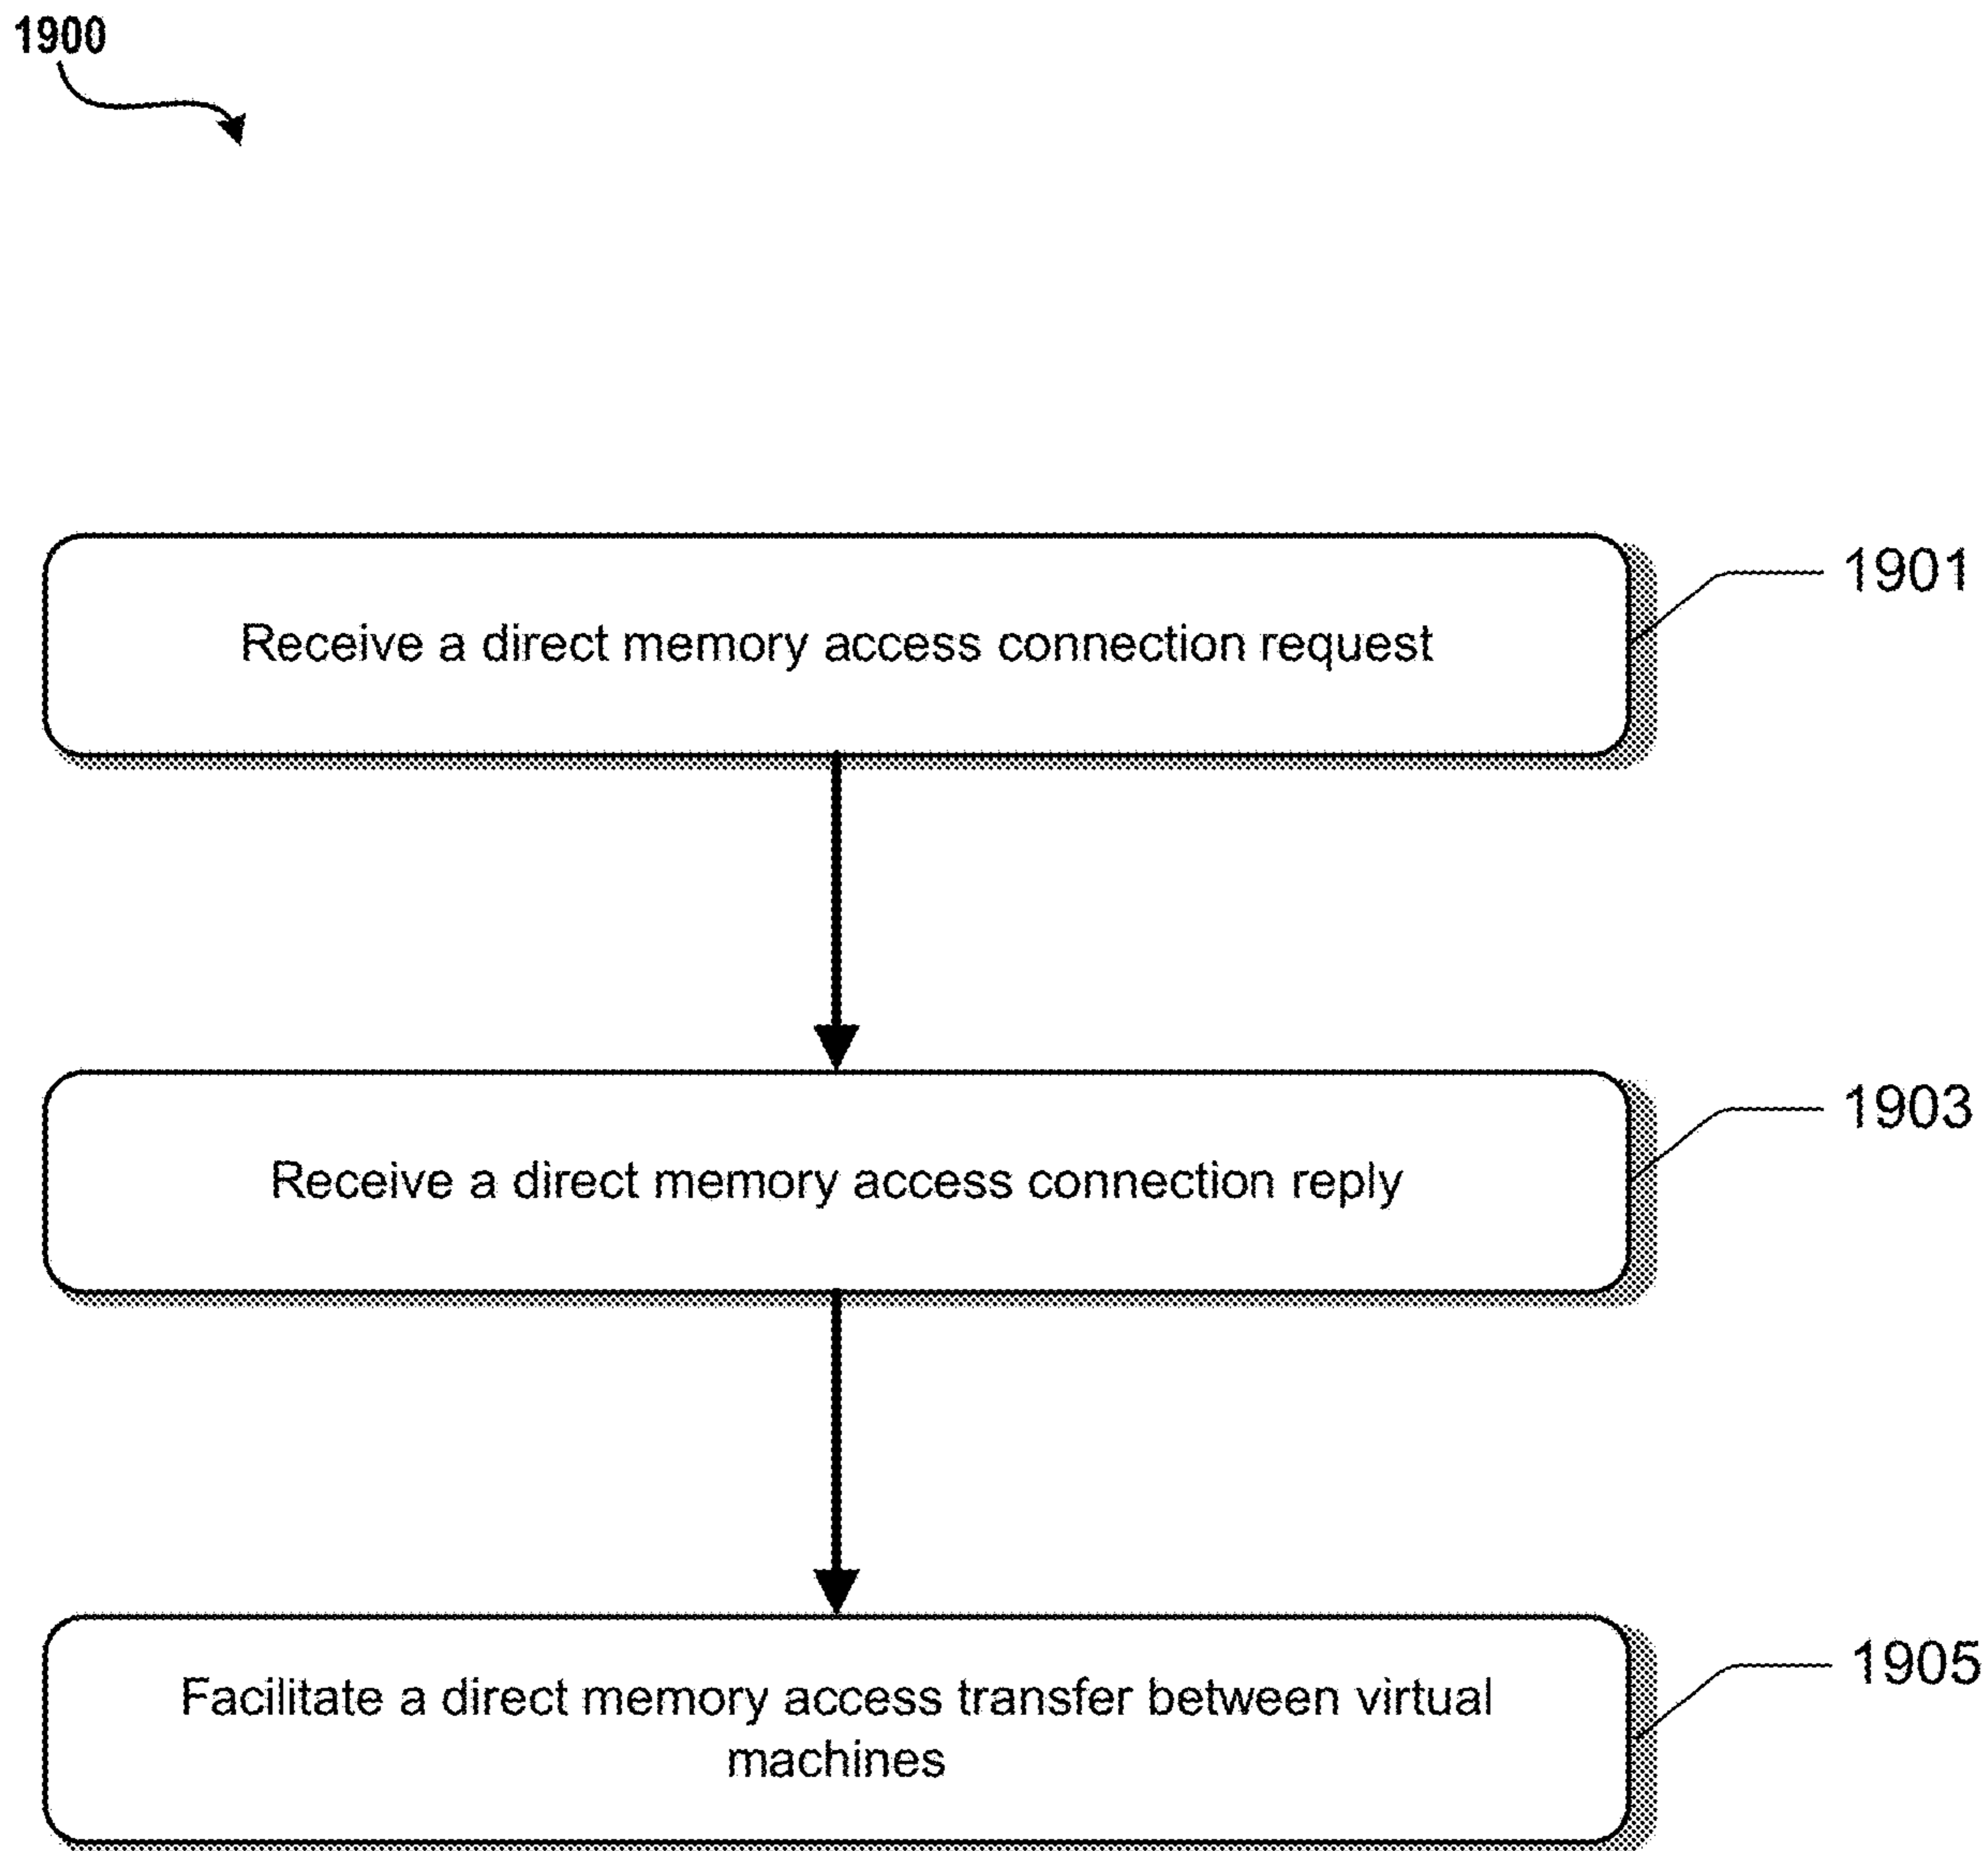 1900
Receive a direct memory access connection request
1901
Receive a direct memory access connection reply
1903
Facilitate a direct memory access transfer between virtual
machines
1905